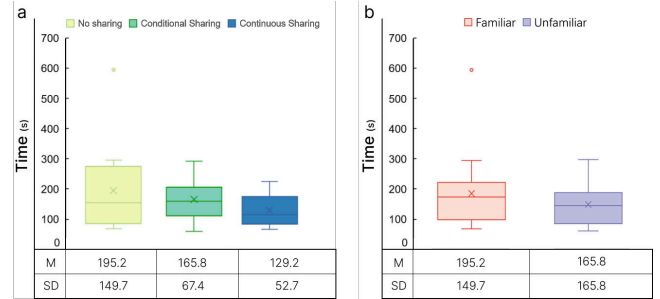 a
No sharing Conditional Sharing Continuous Sharing
700
600
500
400
300
200
100
0
Time (s)
M 195.2 165.8 129.2
SD 149.7 67.4 52.7
b
Familiar Unfamiliar
700
600
500
400
300
200
100
0
Time (s)
M 195.2 165.8
SD 149.7 165.8